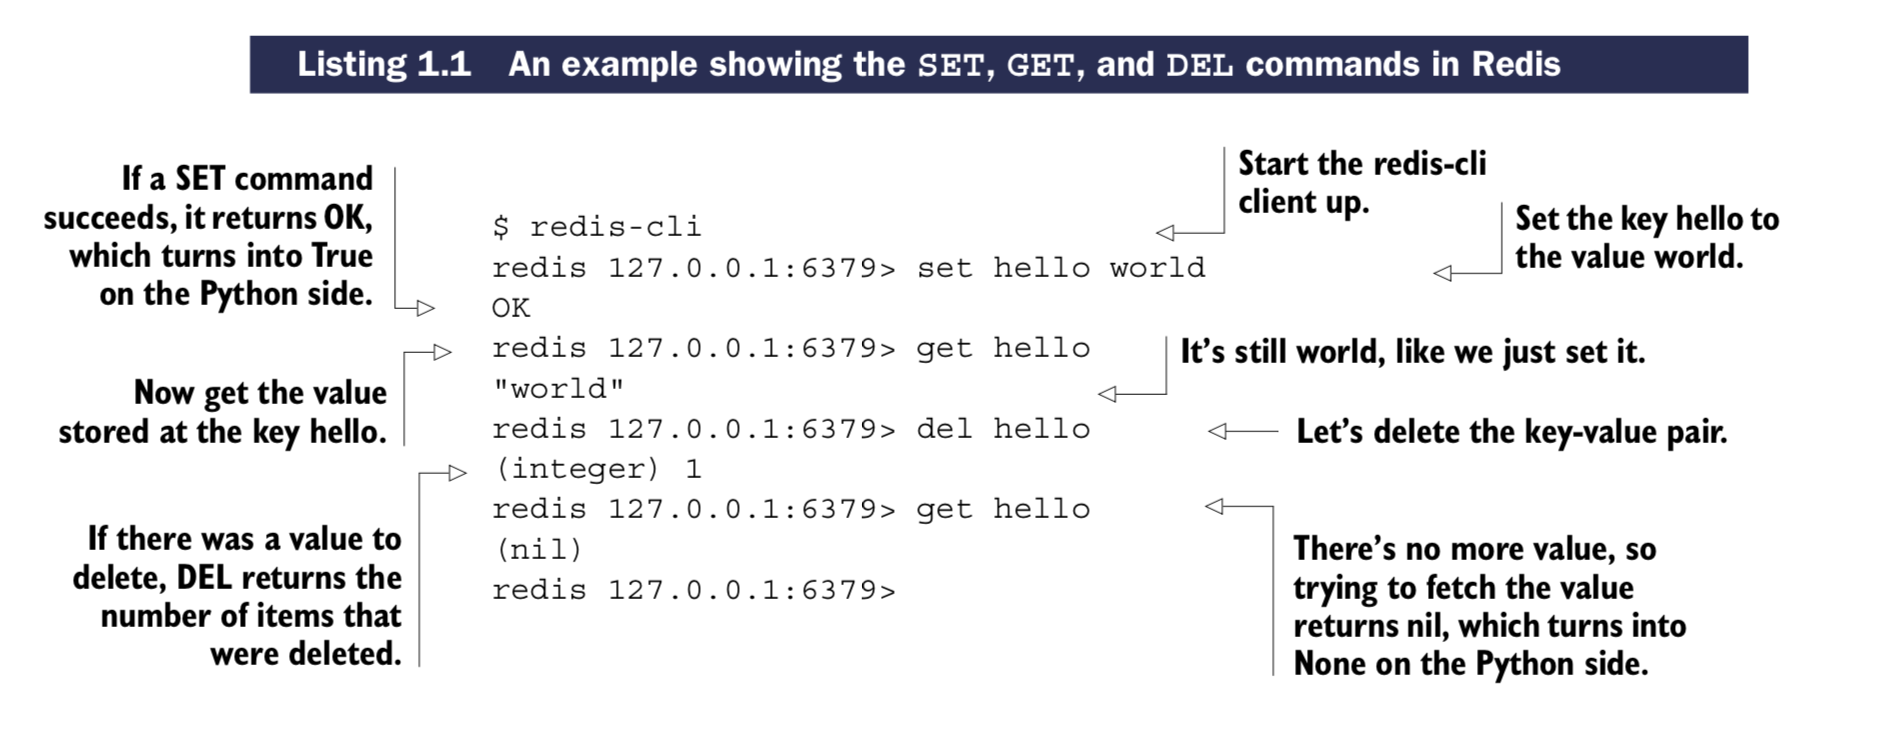 Listing 1.1 An example showing the SET, GET, and DEL commands in Redis
If a SET command
succeeds, it returns OK,
which turns into True
on the Python side.
Start the redis-cli
client up.
Set the key hello to
the value world.
$ redis-cli
redis 127.0.0.1:6379> set hello world
OK
redis 127.0.0.1:6379> get hello
"world"
redis 127.0.0.1:6379> del hello
(integer) 1
redis 127.0.0.1:6379> get hello
(nil)
redis 127.0.0.1:6379>
Now get the value
stored at the key hello.
It's still world, like we just set it.
Let's delete the key-value pair.
If there was a value to
delete, DEL returns the
number of items that
were deleted.
There's no more value, so
trying to fetch the value
returns nil, which turns into
None on the Python side.